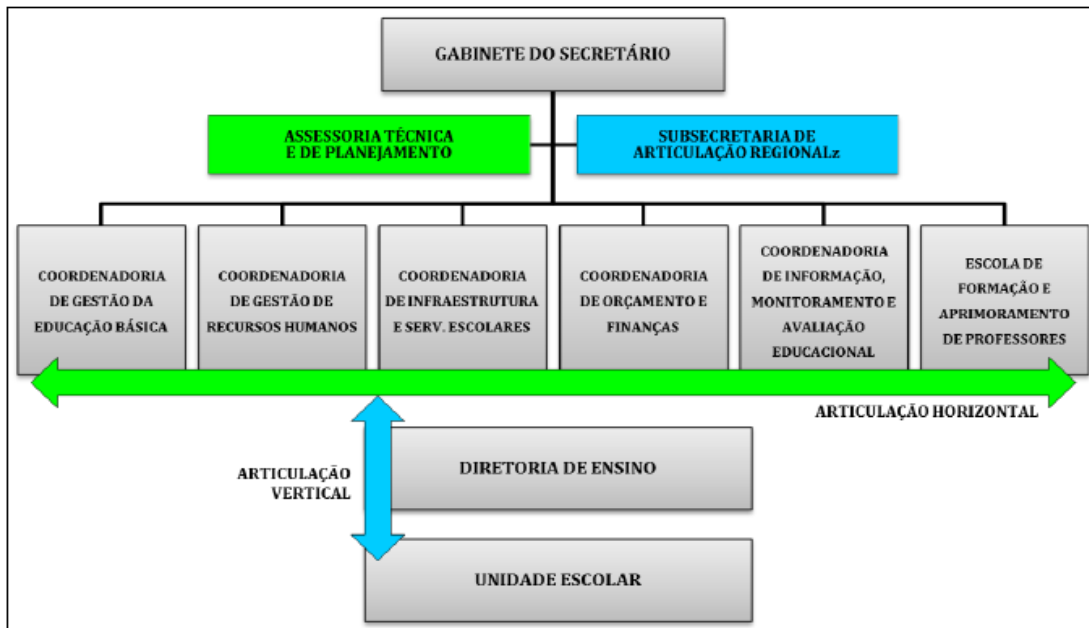 GABINETE DO SECRETÁRIO
ASSESSORIA TÉCNICA
E DE PLANEJAMENTO
SUBSECRETARIA DE
ARTICULAÇÃO REGIONALz
COORDENADORIA
DE GESTÃO DA
EDUCAÇÃO BÁSICA
COORDENADORIA
DE GESTÃO DE
RECURSOS HUMANOS
COORDENADORIA
DE INFRAESTRUTURA
E SERV. ESCOLARES
COORDENADORIA
DE ORÇAMENTO E
FINANÇAS
COORDENADORIA
DE INFORMAÇÃO,
MONITORAMENTO E
AVALIAÇÃO
EDUCACIONAL
ESCOLA DE
FORMAÇÃO E
APRIMORAMENTO
DE PROFESSORES
ARTICULAÇÃO HORIZONTAL
ARTICULAÇÃO
VERTICAL
DIRETORIA DE ENSINO
UNIDADE ESCOLAR